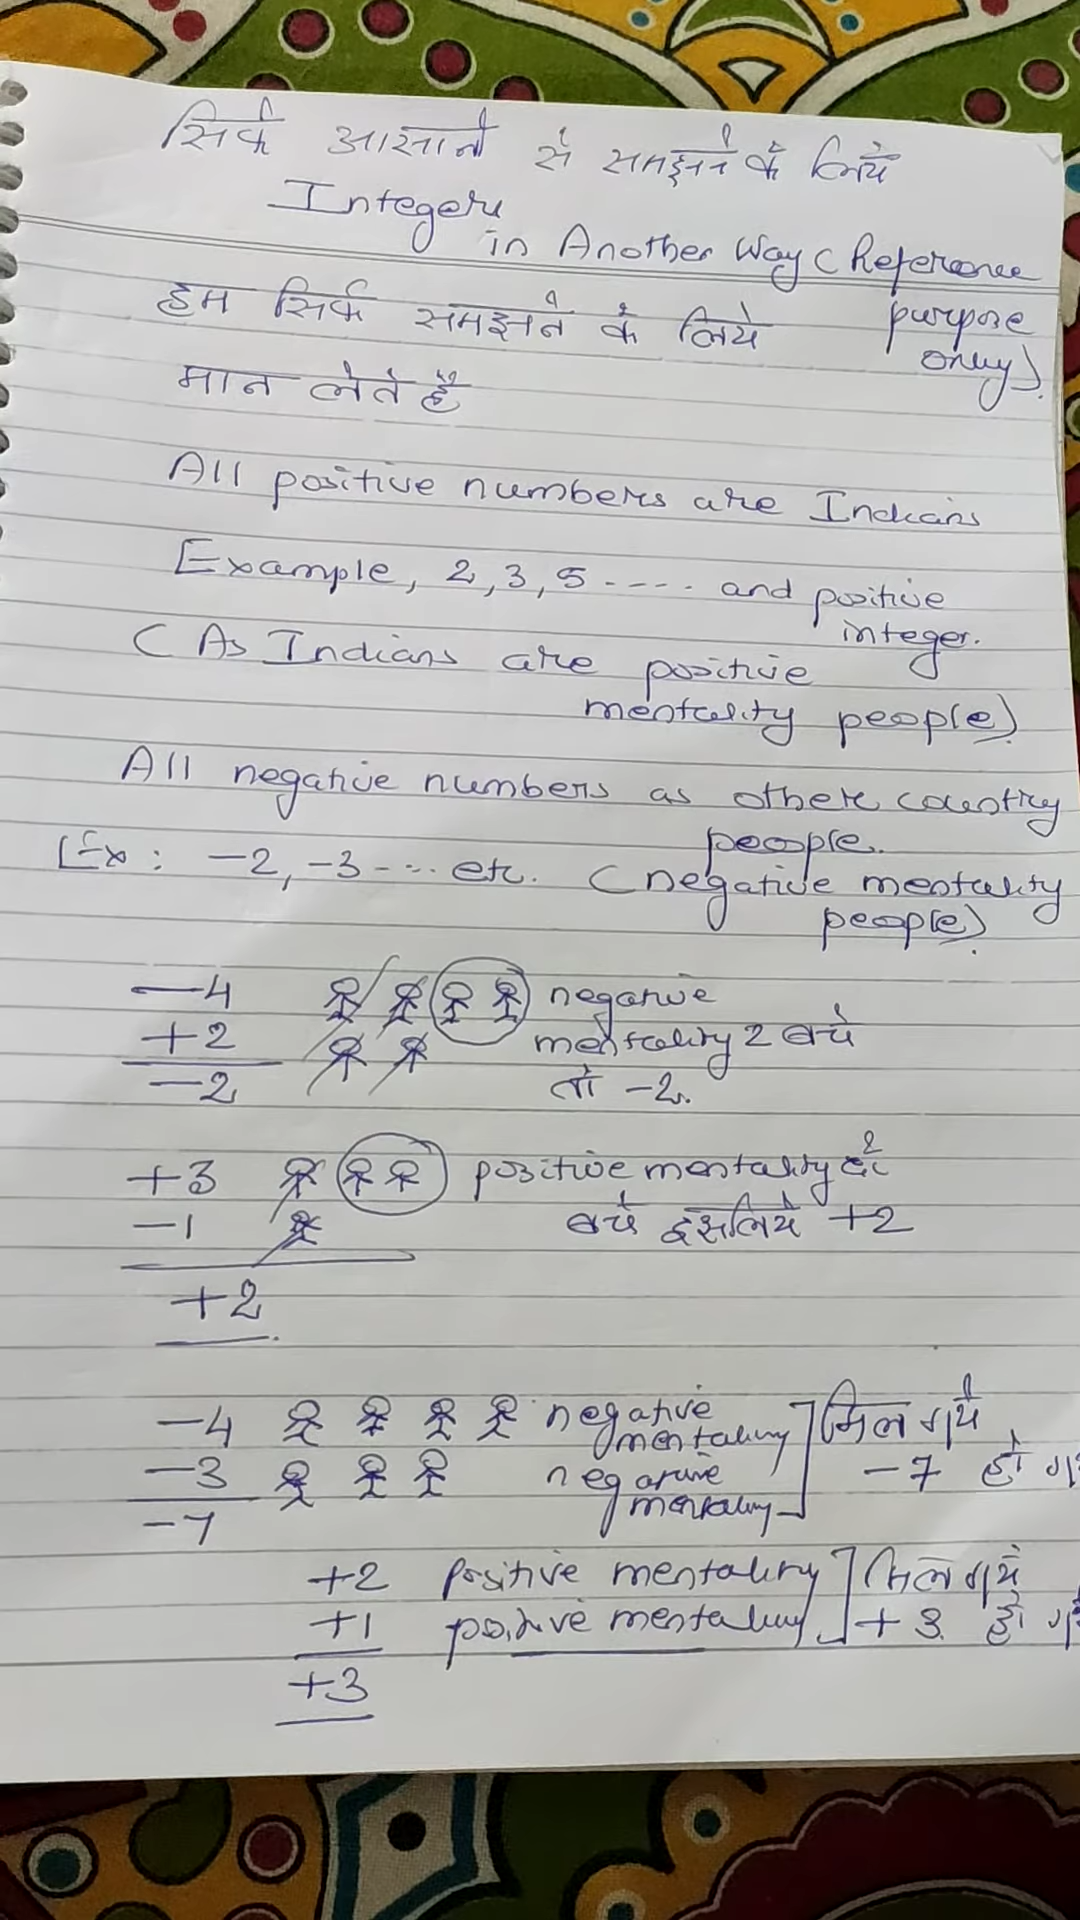 सिर्फ आसानी से समझने के लिये
Integers
in Another Way (Reference
purpose
only).
हम सिर्फ समझने के लिये
मान लेते हैं
All positive numbers are Indians
Example, 2, 3, 5 ---- and positive
integer.
(As Indians are positive
mentality people).
All negative numbers as other country
people.
Ex: -2, -3 --- etc. (negative mentality
people).
-4 negative
+2 mentality 2 बचे
-2 तो -2.
+3 positive mentality के 2
-1 बचे इसलिये +2
+2
-4 negative mentality मिल गये
-3 negative mentality -7 हो
-7
+2 positive mentality मिल गये
+1 positive mentality +3 हो
+3